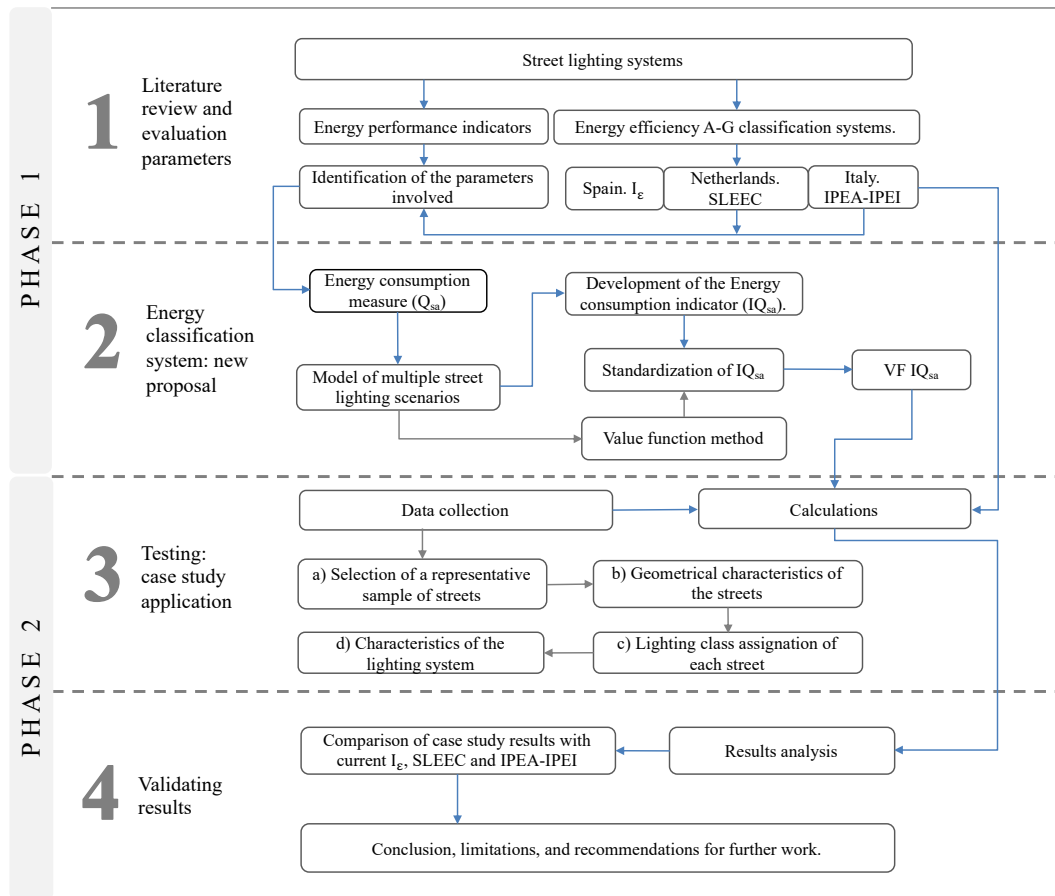 PHASE 1
1
Literature
review and
evaluation
parameters
Street lighting systems
Energy performance indicators
Energy efficiency A-G classification systems.
Identification of the parameters
involved
Spain. Iε
Netherlands.
SLEEC
Italy.
IPEA-IPEI
2
Energy
classification
system: new
proposal
Energy consumption
measure (Qsa)
Development of the Energy
consumption indicator (IQsa).
Model of multiple street
lighting scenarios
Standardization of IQsa
VF IQsa
Value function method
PHASE 2
3
Testing:
case study
application
Data collection
Calculations
a) Selection of a representative
sample of streets
b) Geometrical characteristics of
the streets
d) Characteristics of the
lighting system
c) Lighting class assignation of
each street
4
Validating
results
Comparison of case study results with
current Iε, SLEEC and IPEA-IPEI
Results analysis
Conclusion, limitations, and recommendations for further work.